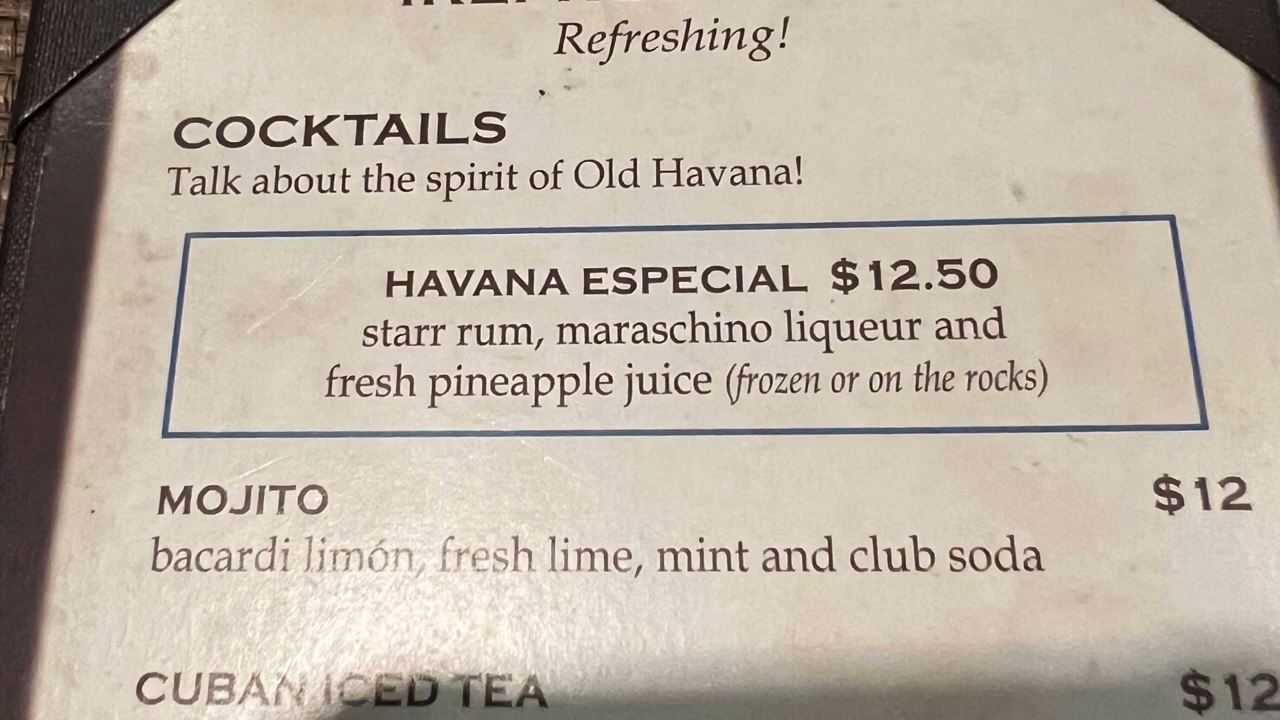 Refreshing!
COCKTAILS
Talk about the spirit of Old Havana!
HAVANA ESPECIAL $12.50
starr rum, maraschino liqueur and
fresh pineapple juice (frozen or on the rocks)
MOJITO $12
bacardi limón, fresh lime, mint and club soda
CUBAN ICED TEA $12